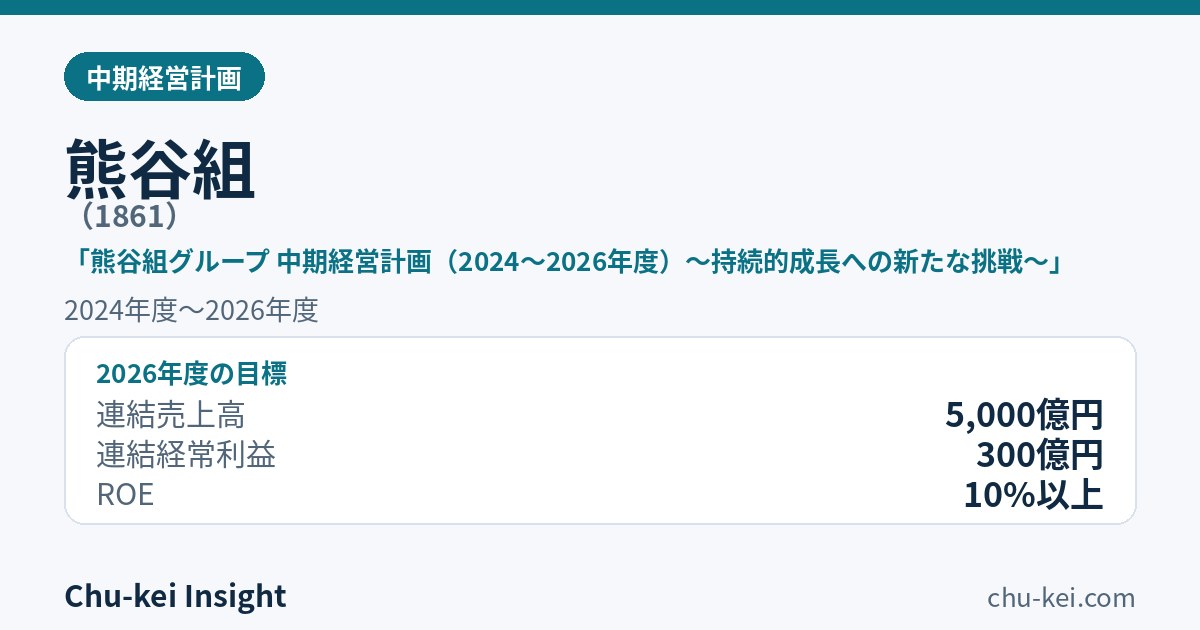 中期経営計画
熊谷組
（1861）
「熊谷組グループ 中期経営計画（2024〜2026年度）〜持続的成長への新たな挑戦〜」
2024年度〜2026年度
2026年度の目標
連結売上高 5,000億円
連結経常利益 300億円
ROE 10%以上
Chu-kei Insight chu-kei.com